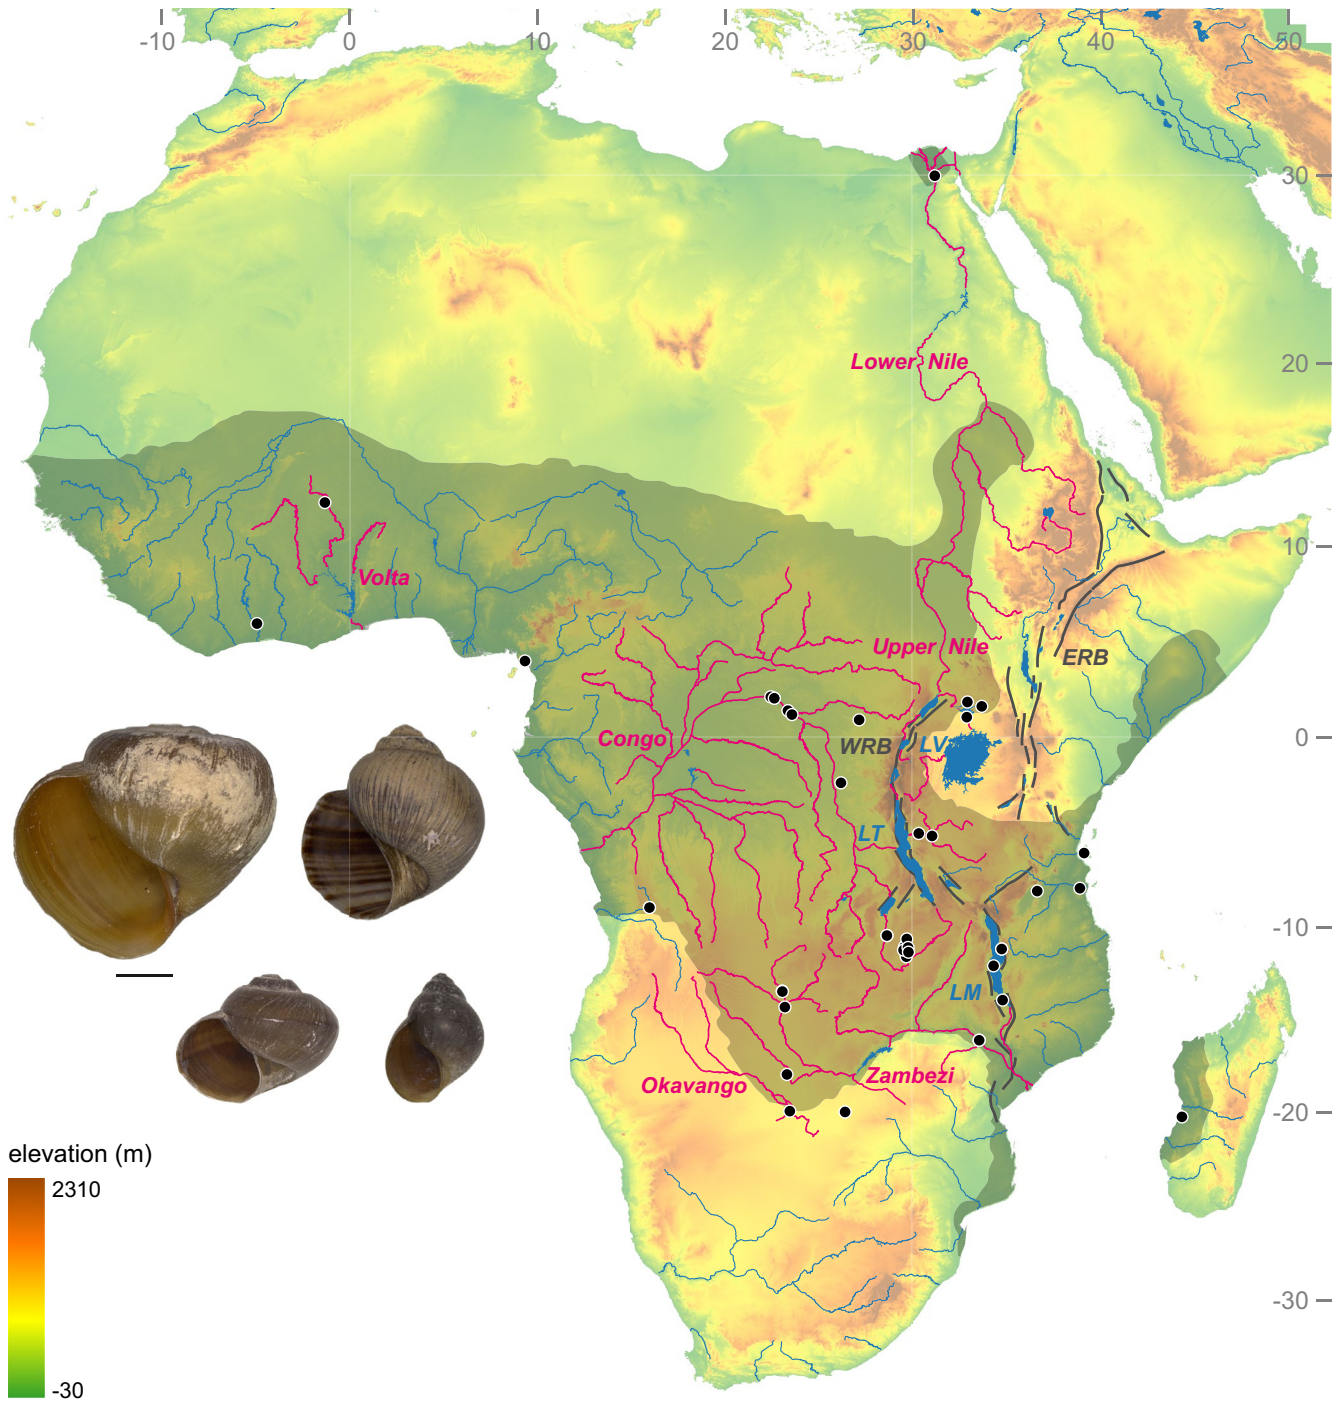 -10 0 10 20 30 40 50
30
Lower Nile
20
10
Volta
Upper Nile
ERB
Congo
WRB
LV
0
LT
-10
LM
Okavango
Zambezi
-20
elevation (m)
2310
-30
-30